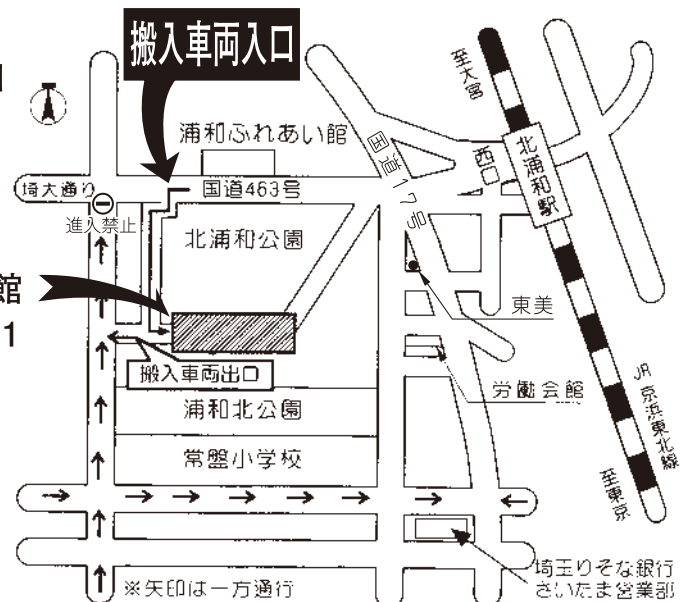 搬入車両入口
浦和ふれあい館
埼大通り
国道463号
進入禁止
北浦和公園
館
1
搬入車両出口
浦和北公園
常盤小学校
※矢印は一方通行
国道17号
西口
北浦和駅
至大宮
東美
労働会館
JR京浜東北線
至東京
埼玉りそな銀行
さいたま営業部